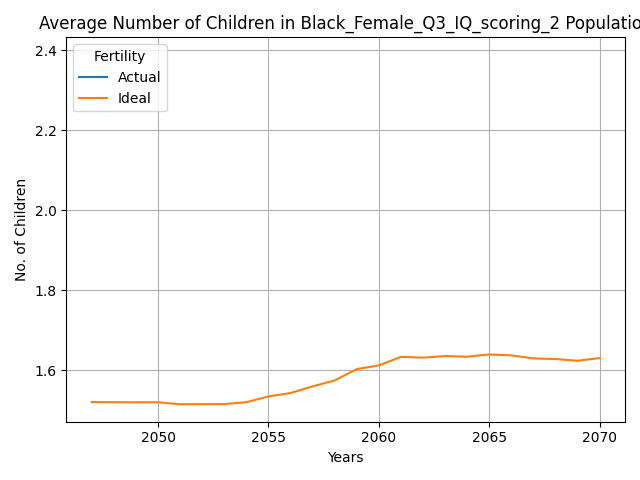 Average Number of Children in Black_Female_Q3_IQ_scoring_2 Populatio
Fertility
Actual
Ideal
2.4
2.2
2.0
1.8
1.6
No. of Children
2050 2055 2060 2065 2070
Years